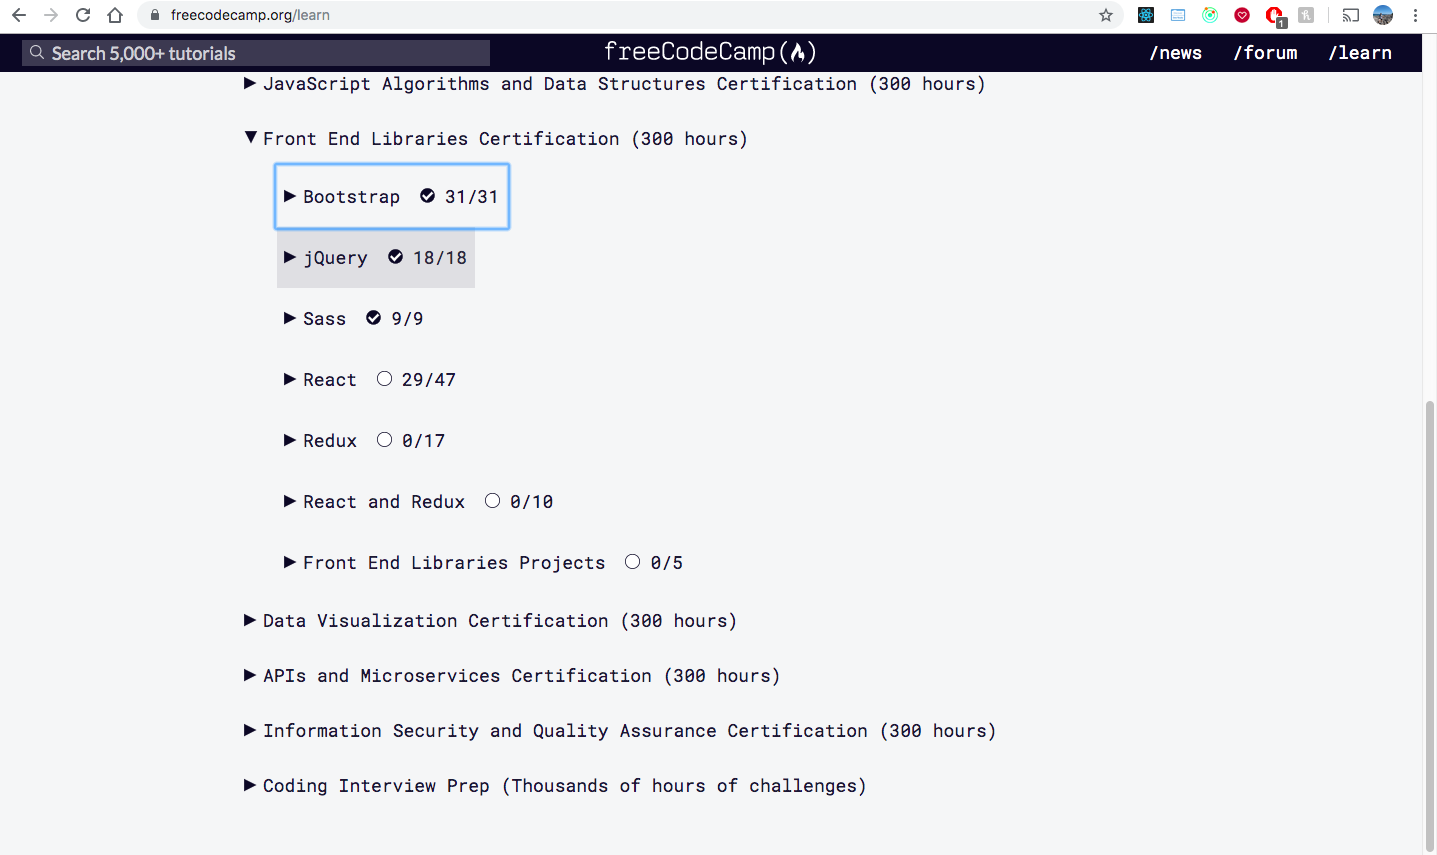 freecodecamp.org/learn
1
Search 5,000+ tutorials
freeCodeCamp
/news /forum /learn
JavaScript Algorithms and Data Structures Certification (300 hours)
Front End Libraries Certification (300 hours)
Bootstrap 31/31
jQuery 18/18
Sass 9/9
React 29/47
Redux 0/17
React and Redux 0/10
Front End Libraries Projects 0/5
Data Visualization Certification (300 hours)
APIs and Microservices Certification (300 hours)
Information Security and Quality Assurance Certification (300 hours)
Coding Interview Prep (Thousands of hours of challenges)